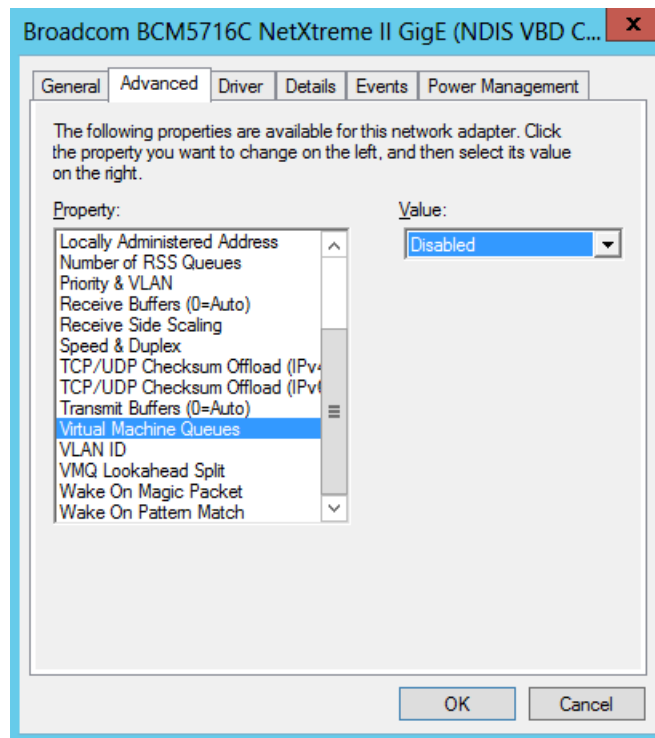 Broadcom BCM5716C NetXtreme II GigE (NDIS VBD C...
x
General Advanced Driver Details Events Power Management
The following properties are available for this network adapter. Click
the property you want to change on the left, and then select its value
on the right.
Property:
Value:
Locally Administered Address
Number of RSS Queues
Priority & VLAN
Receive Buffers (0=Auto)
Receive Side Scaling
Speed & Duplex
TCP/UDP Checksum Offload (IPv4
TCP/UDP Checksum Offload (IPv6
Transmit Buffers (0=Auto)
Virtual Machine Queues
VLAN ID
VMQ Lookahead Split
Wake On Magic Packet
Wake On Pattern Match
Disabled
OK
Cancel